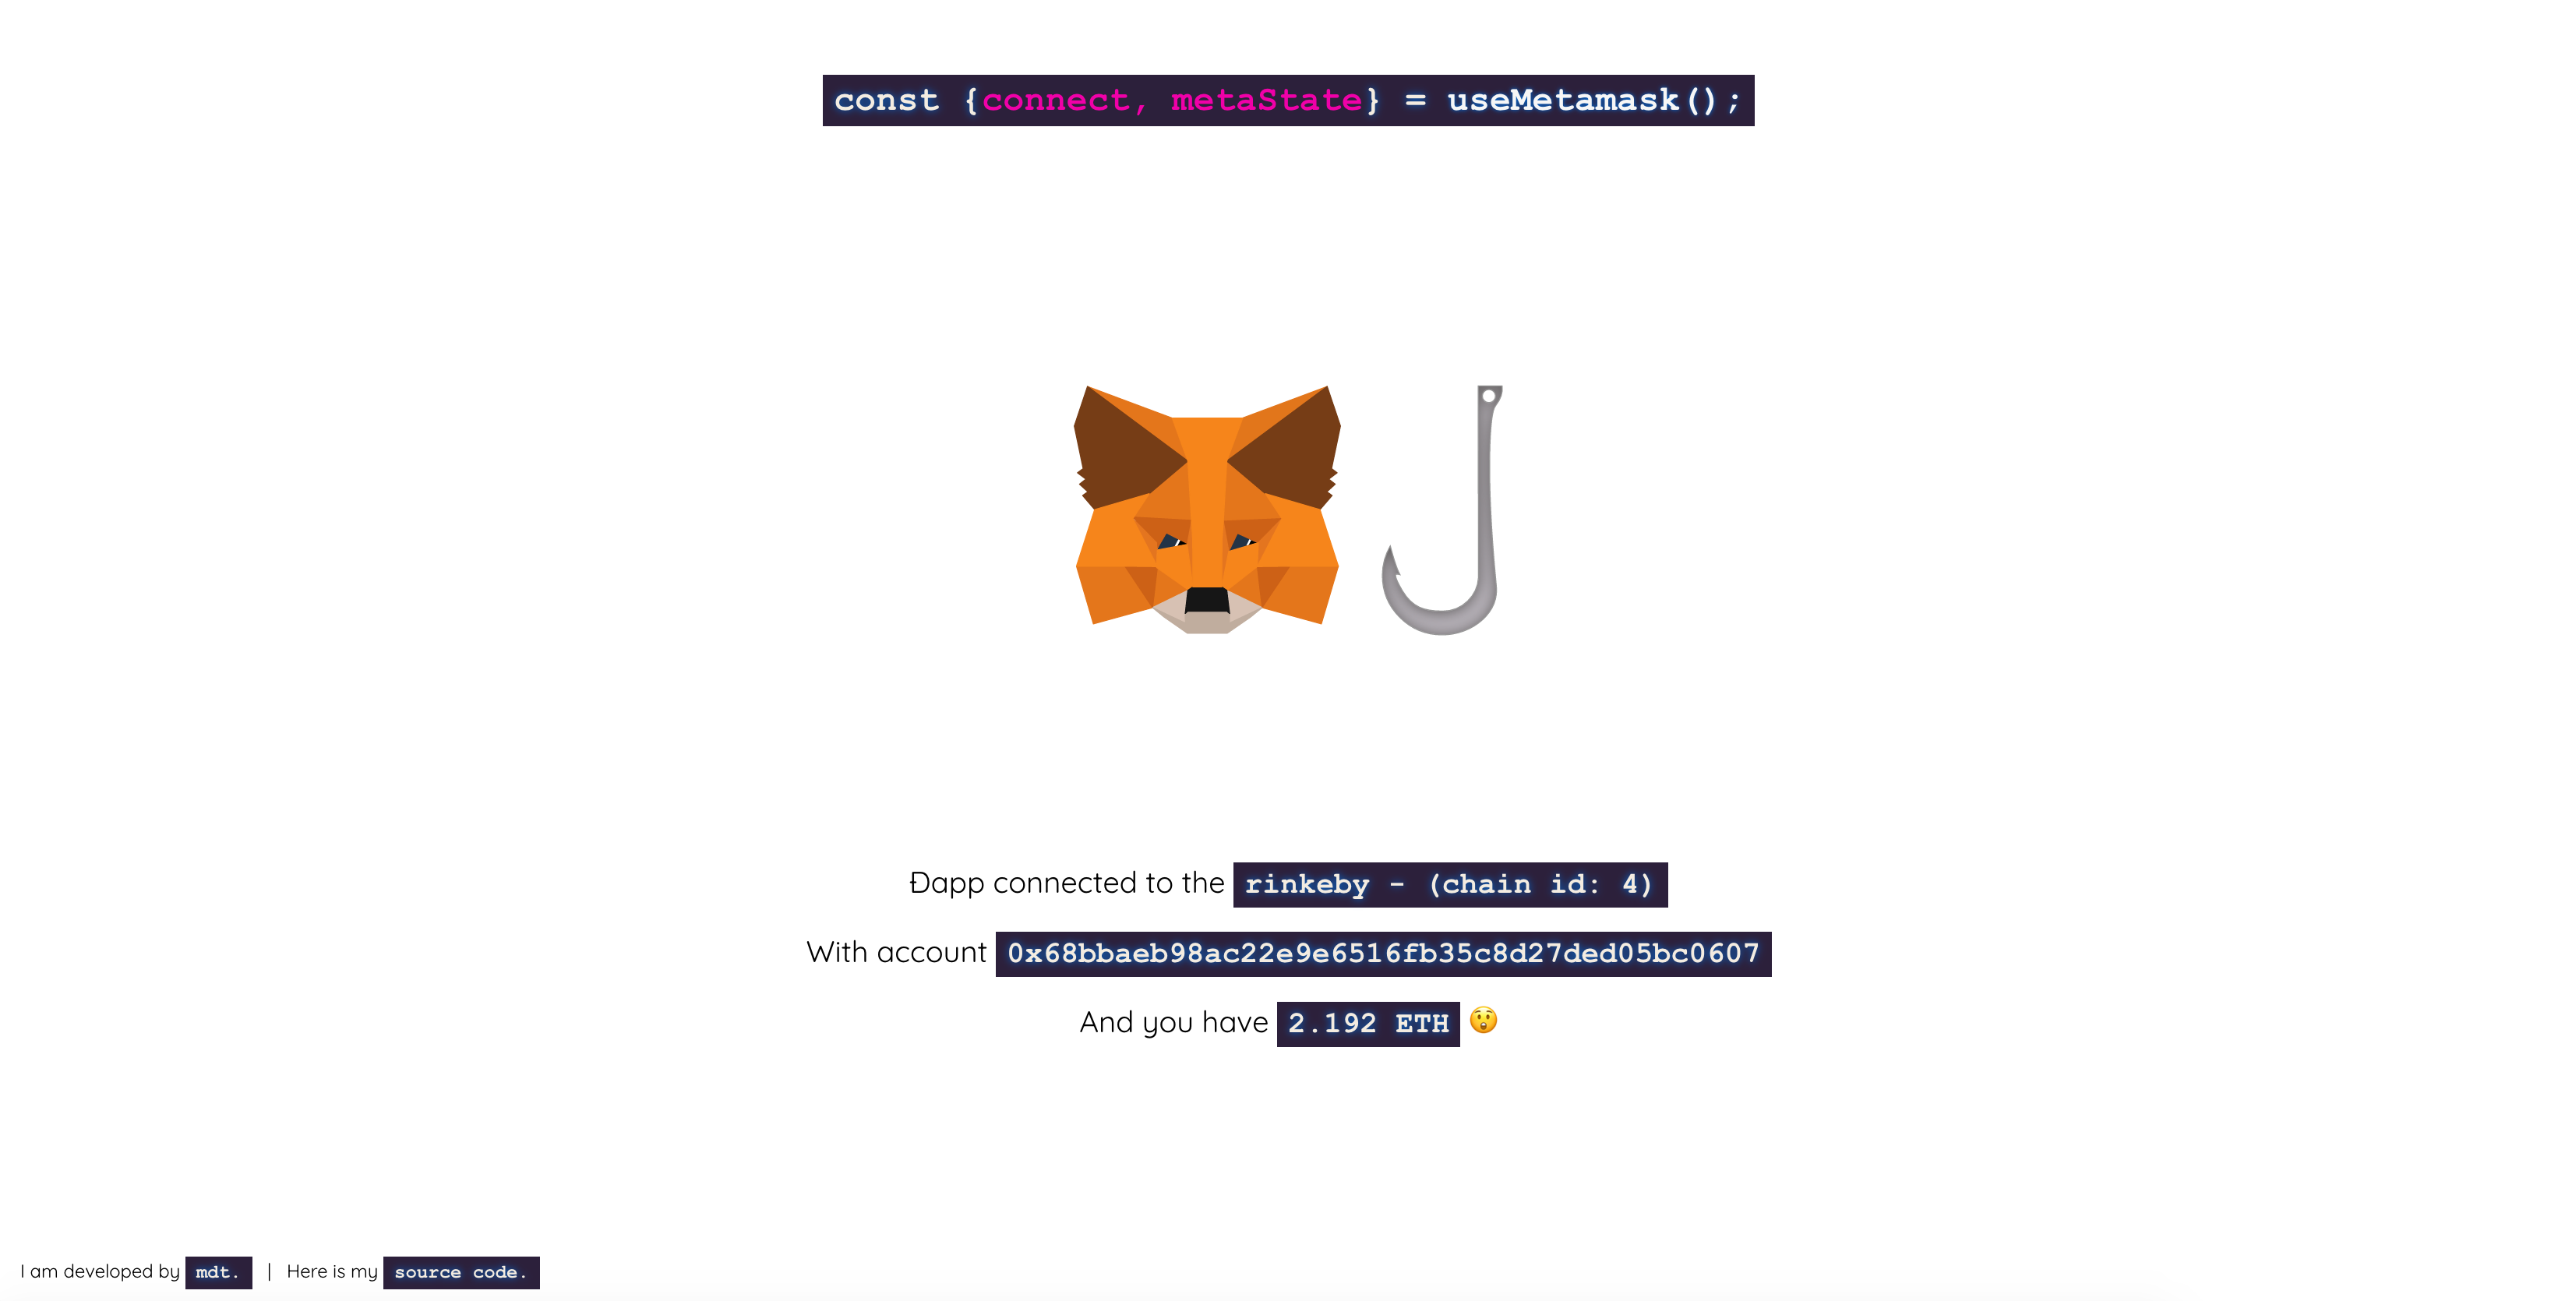 const {connect, metaState} = useMetamask();
Ðapp connected to the rinkeby - (chain id: 4)
With account 0x68bbaeb98ac22e9e6516fb35c8d27ded05bc0607
And you have 2.192 ETH 😲
I am developed by mdt. | Here is my source code.